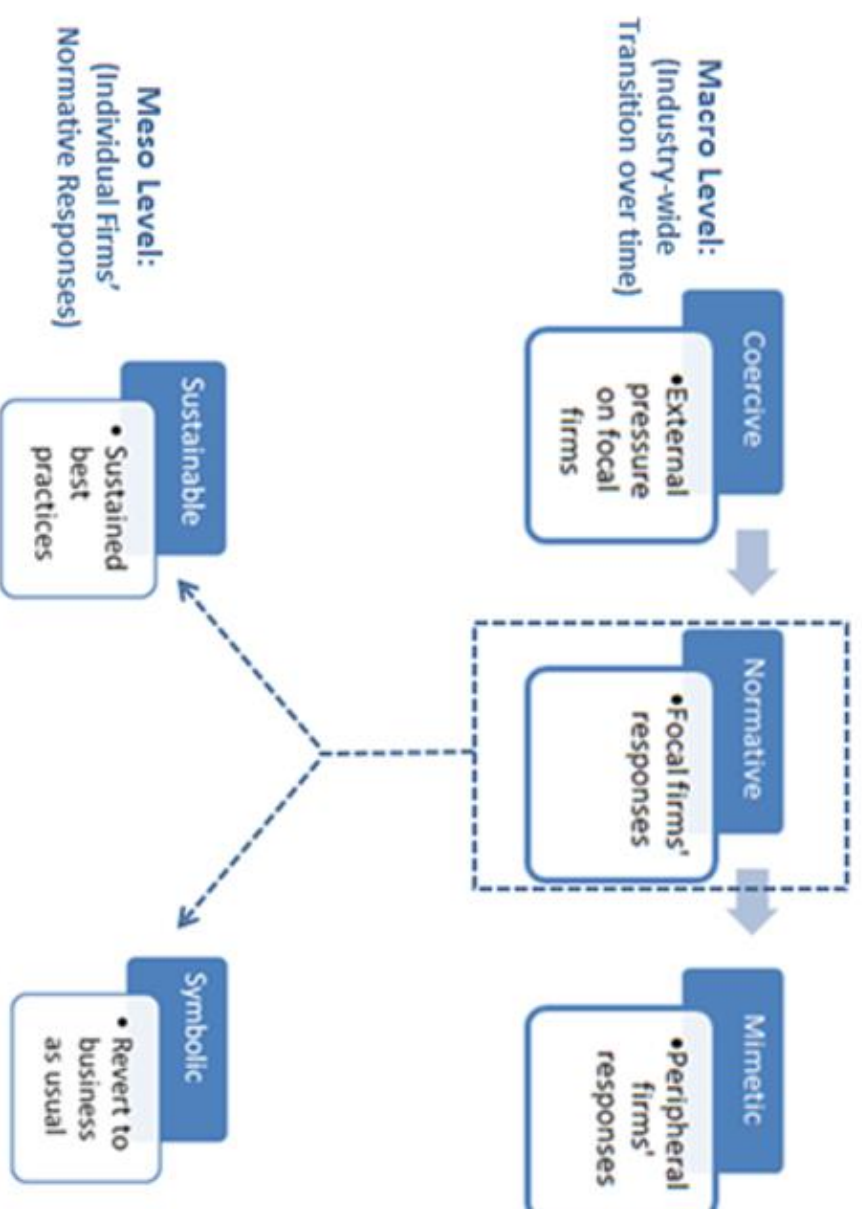 Macro Level:
(Industry-wide
Transition over time)
Coercive
•External
pressure
on focal
firms
Normative
•Focal firms'
responses
Mimetic
•Peripheral
firms'
responses
Meso Level:
(Individual Firms'
Normative Responses)
Sustainable
• Sustained
best
practices
Symbolic
• Revert to
business
as usual